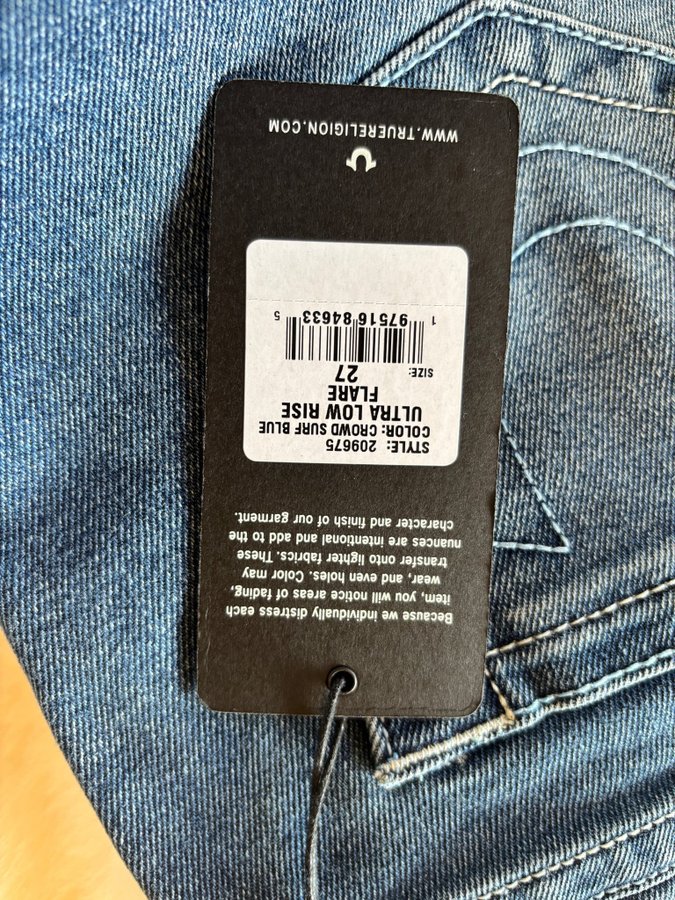 Because we individually distress each
item, you will notice areas of fading,
wear, and even holes. Color may
transfer onto lighter fabrics. These
nuances are intentional and add to the
character and finish of our garment.
STYLE: 209675
COLOR: CROWD SURF BLUE
ULTRA LOW RISE
FLARE
SIZE: 27
1 97516 84633 5
WWW.TRUERELIGION.COM